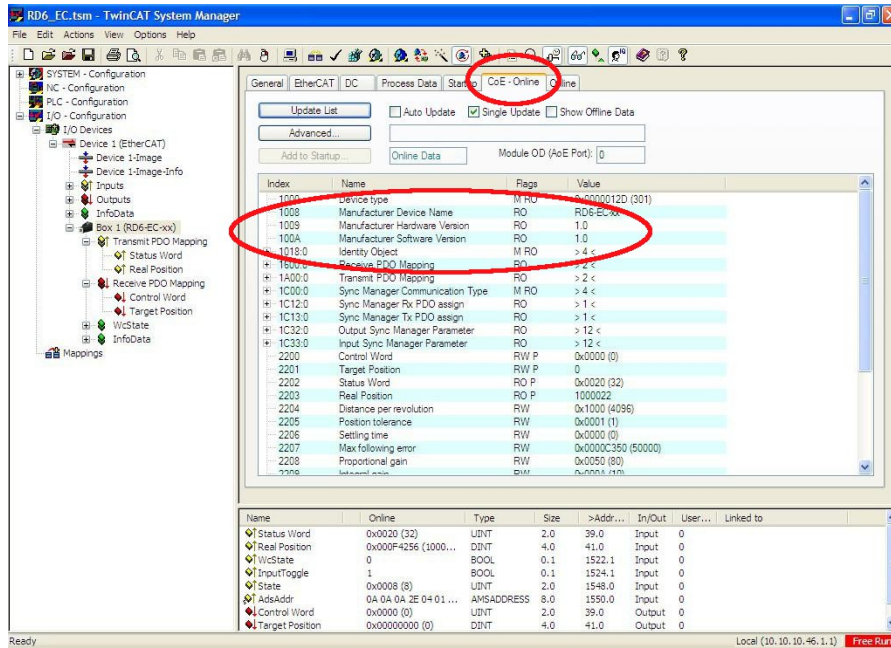 RD6_EC.tsm - TwinCAT System Manager
File Edit Actions View Options Help
SYSTEM - Configuration
NC - Configuration
PLC - Configuration
I/O - Configuration
I/O Devices
Device 1 (EtherCAT)
Device 1-Image
Device 1-Image-Info
Inputs
Outputs
InfoData
Box 1 (RD6-EC-xx)
Transmit PDO Mapping
Status Word
Real Position
Receive PDO Mapping
Control Word
Target Position
WcState
InfoData
Mappings
General EtherCAT DC Process Data Startup CoE - Online Online
Update List Auto Update Single Update Show Offline Data
Advanced...
Add to Startup... Online Data Module OD (AoE Port): 0
Index Name Flags Value
1000 Device type M RO 0x0000012D (301)
1008 Manufacturer Device Name RO RD6-EC-xx
1009 Manufacturer Hardware Version RO 1.0
100A Manufacturer Software Version RO 1.0
1018:0 Identity Object M RO > 4 <
1600:0 Receive PDO Mapping RO > 2 <
1A00:0 Transmit PDO Mapping RO > 2 <
1C00:0 Sync Manager Communication Type M RO > 4 <
1C12:0 Sync Manager Rx PDO assign RO > 1 <
1C13:0 Sync Manager Tx PDO assign RO > 1 <
1C32:0 Output Sync Manager Parameter RO > 12 <
1C33:0 Input Sync Manager Parameter RO > 12 <
2200 Control Word RW P 0x0000 (0)
2201 Target Position RW P 0
2202 Status Word RO P 0x0020 (32)
2203 Real Position RO P 1000022
2204 Distance per revolution RW 0x1000 (4096)
2205 Position tolerance RW 0x0001 (1)
2206 Settling time RW 0x0000 (0)
2207 Max following error RW 0x0000C350 (50000)
2208 Proportional gain RW 0x0050 (80)
2209 Integral gain RW 0x000A (10)
Name Online Type Size >Addr... In/Out User... Linked to
Status Word 0x0020 (32) UINT 2.0 39.0 Input 0
Real Position 0x000F4256 (1000... DINT 4.0 41.0 Input 0
WcState 0 BOOL 0.1 1522.1 Input 0
InputToggle 1 BOOL 0.1 1524.1 Input 0
State 0x0008 (8) UINT 2.0 1548.0 Input 0
AdsAddr 0A 0A 0A 2E 04 01 ... AMSADDRESS 8.0 1550.0 Input 0
Control Word 0x0000 (0) UINT 2.0 39.0 Output 0
Target Position 0x00000000 (0) DINT 4.0 41.0 Output 0
Ready Local (10.10.10.46.1.1) Free Run